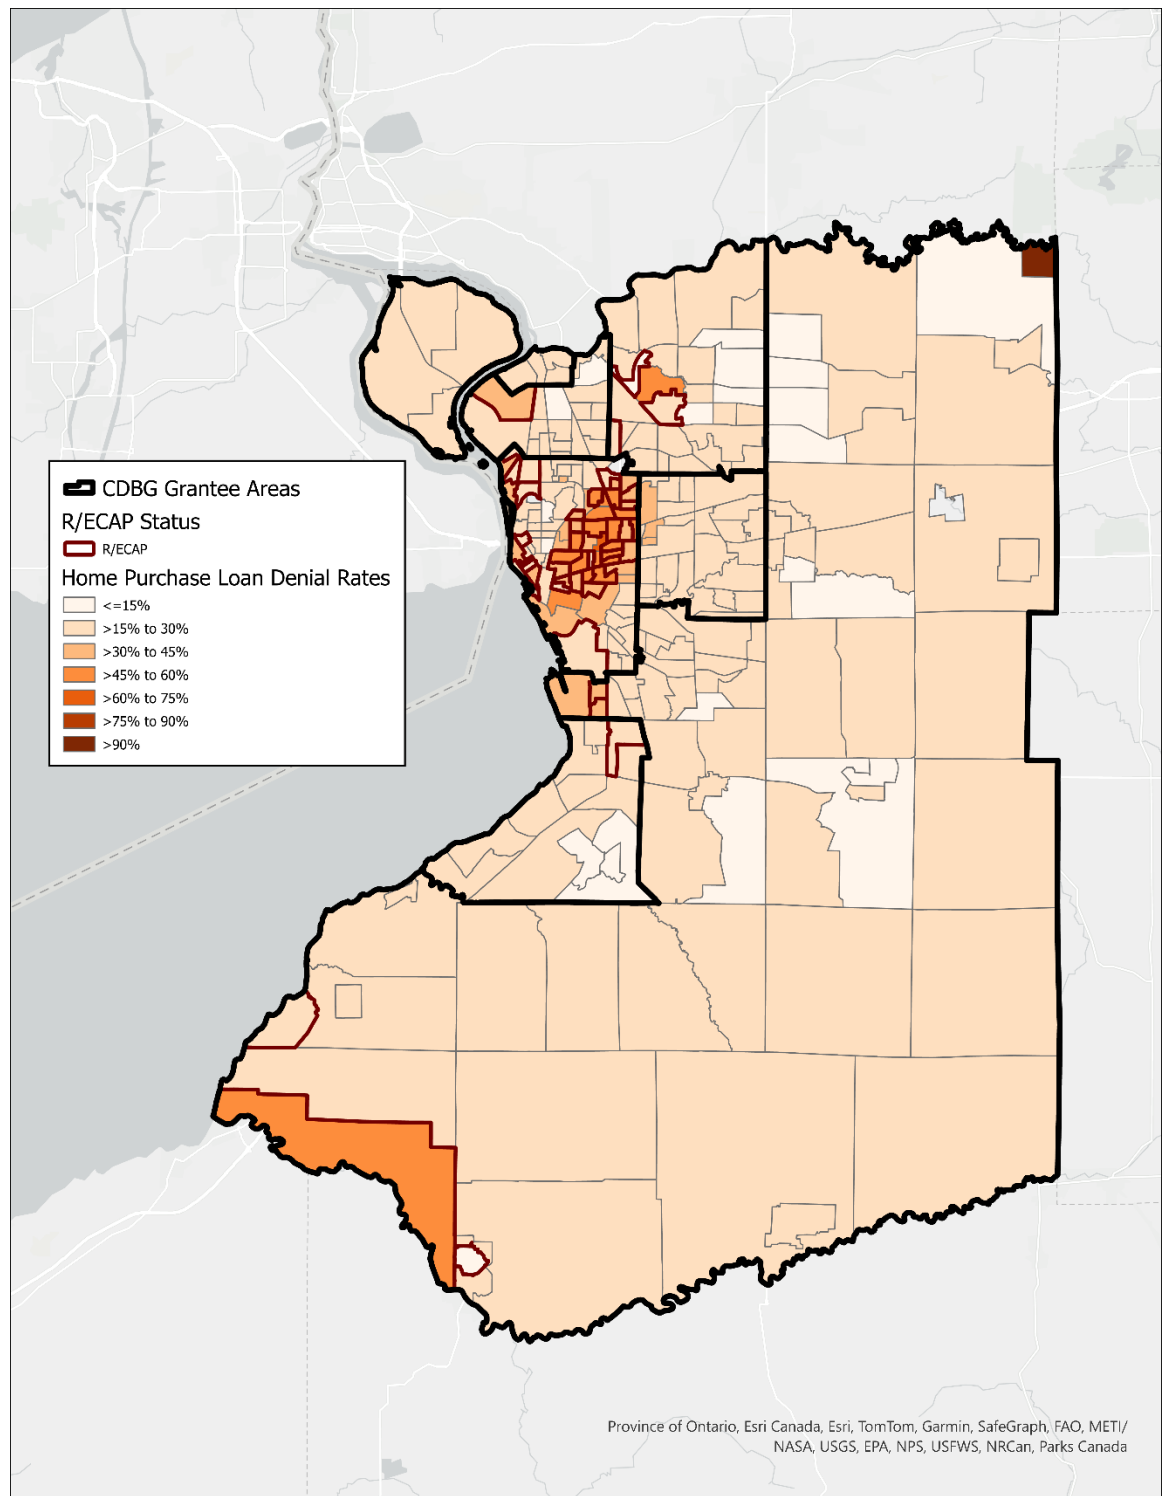 CDBG Grantee Areas
R/ECAP Status
R/ECAP
Home Purchase Loan Denial Rates
<=15%
>15% to 30%
>30% to 45%
>45% to 60%
>60% to 75%
>75% to 90%
>90%
Province of Ontario, Esri Canada, Esri, TomTom, Garmin, SafeGraph, FAO, METI/
NASA, USGS, EPA, NPS, USFWS, NRCan, Parks Canada